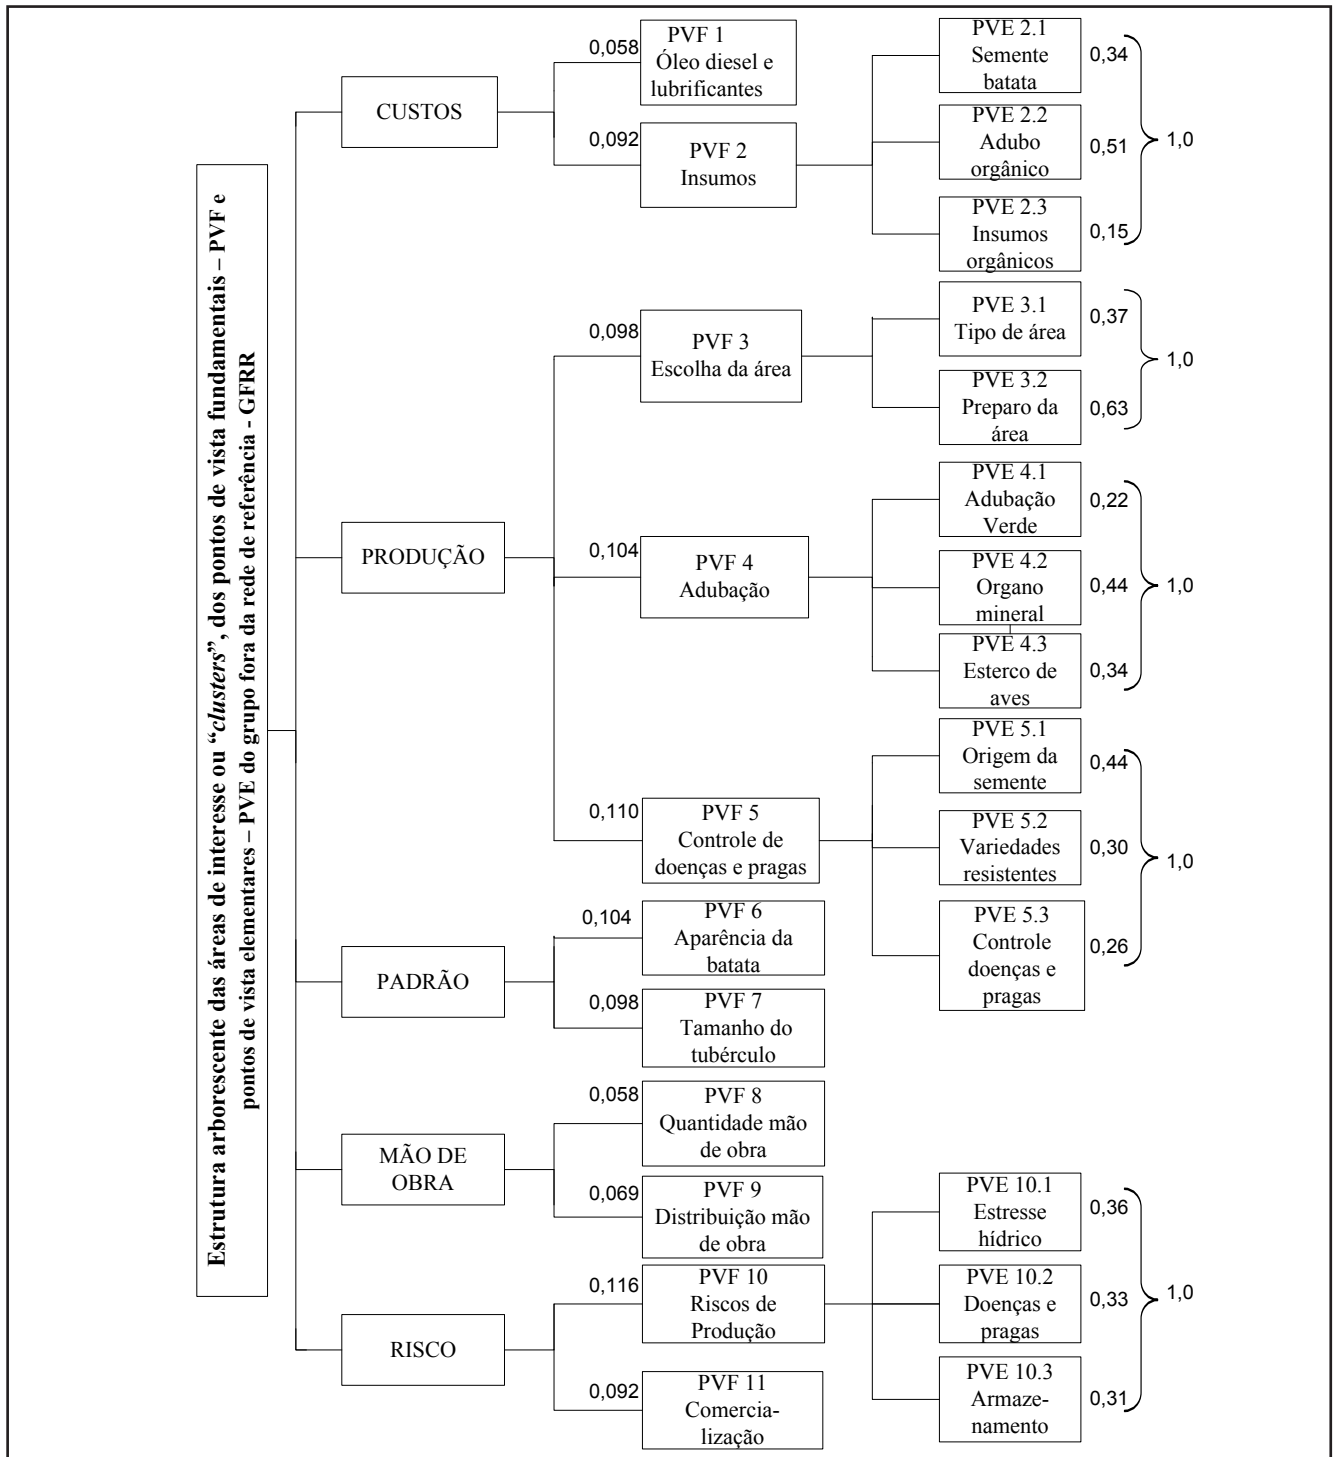 Estrutura arborescente das áreas de interesse ou “clusters”, dos pontos de vista fundamentais – PVF e
pontos de vista elementares – PVE do grupo fora da rede de referência - GFRR
CUSTOS
0,058
PVF 1
Óleo diesel e
lubrificantes
0,092
PVF 2
Insumos
PVE 2.1
Semente
batata
0,34
PVE 2.2
Adubo
orgânico
0,51
PVE 2.3
Insumos
orgânicos
0,15
1,0
PRODUÇÃO
0,098
PVF 3
Escolha da área
PVE 3.1
Tipo de área
0,37
PVE 3.2
Preparo da
área
0,63
1,0
0,104
PVF 4
Adubação
PVE 4.1
Adubação
Verde
0,22
PVE 4.2
Organo
mineral
0,44
PVE 4.3
Esterco de
aves
0,34
1,0
0,110
PVF 5
Controle de
doenças e pragas
PVE 5.1
Origem da
semente
0,44
PVE 5.2
Variedades
resistentes
0,30
PVE 5.3
Controle
doenças e
pragas
0,26
1,0
PADRÃO
0,104
PVF 6
Aparência da
batata
0,098
PVF 7
Tamanho do
tubérculo
MÃO DE
OBRA
0,058
PVF 8
Quantidade mão
de obra
0,069
PVF 9
Distribuição mão
de obra
RISCO
0,116
PVF 10
Riscos de
Produção
PVE 10.1
Estresse
hídrico
0,36
PVE 10.2
Doenças e
pragas
0,33
PVE 10.3
Armaze-
namento
0,31
1,0
0,092
PVF 11
Comercia-
lização